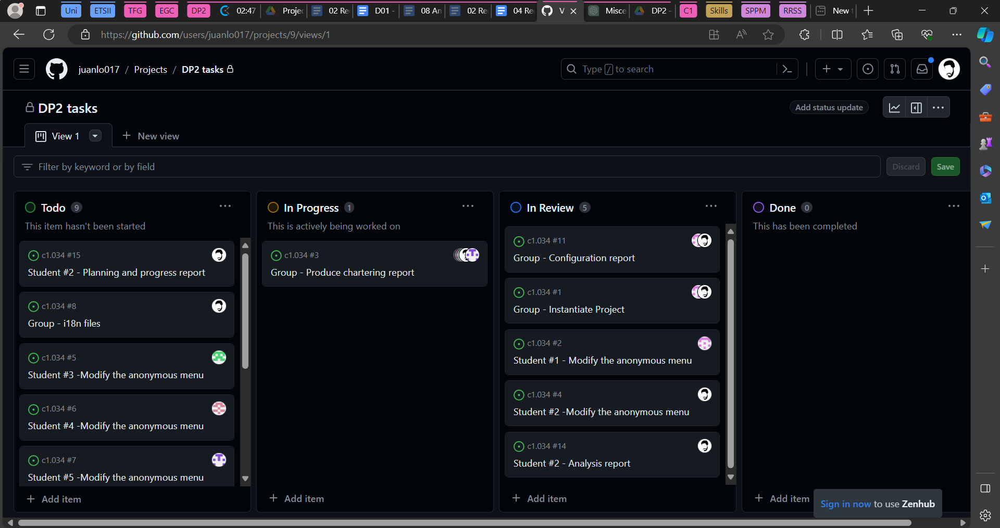 Uni
ETSII
TFG
EGC
DP2
02:47
Projec
02 Re
D01 -
08 An
02 Re
04 Re
V
Misce
DP2 -
C1
Skills
SPPM
RRSS
New
https://github.com/users/juanlo017/projects/9/views/1
juanlo017 / Projects / DP2 tasks
Type / to search
DP2 tasks
Add status update
View 1
New view
Filter by keyword or by field
Discard
Save
Todo 9
This item hasn't been started
c1.034 #15
Student #2 - Planning and progress report
c1.034 #8
Group - i18n files
c1.034 #5
Student #3 -Modify the anonymous menu
c1.034 #6
Student #4 -Modify the anonymous menu
c1.034 #7
Student #5 -Modify the anonymous menu
+ Add item
In Progress 1
This is actively being worked on
c1.034 #3
Group - Produce chartering report
+ Add item
In Review 5
c1.034 #11
Group - Configuration report
c1.034 #1
Group - Instantiate Project
c1.034 #2
Student #1 - Modify the anonymous menu
c1.034 #4
Student #2 -Modify the anonymous menu
c1.034 #14
Student #2 - Analysis report
+ Add item
Done 0
This has been completed
+ Add item
Sign in now to use Zenhub